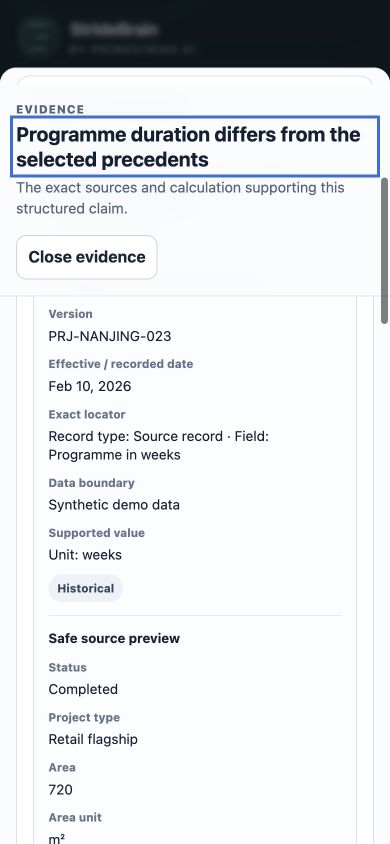 StrideBrain
EVIDENCE
Programme duration differs from the
selected precedents
The exact sources and calculation supporting this
structured claim.
Close evidence
Version
PRJ-NANJING-023
Effective / recorded date
Feb 10, 2026
Exact locator
Record type: Source record · Field:
Programme in weeks
Data boundary
Synthetic demo data
Supported value
Unit: weeks
Historical
Safe source preview
Status
Completed
Project type
Retail flagship
Area
720
Area unit
m²